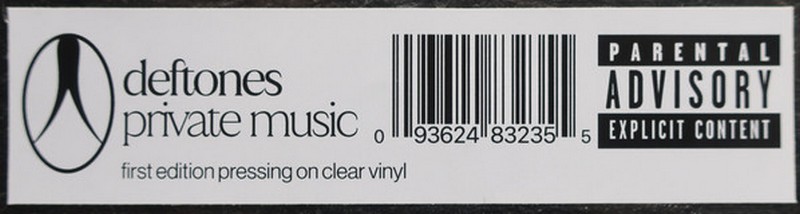 deftones
private music
first edition pressing on clear vinyl
0 93624 83235 5
PARENTAL
ADVISORY
EXPLICIT CONTENT